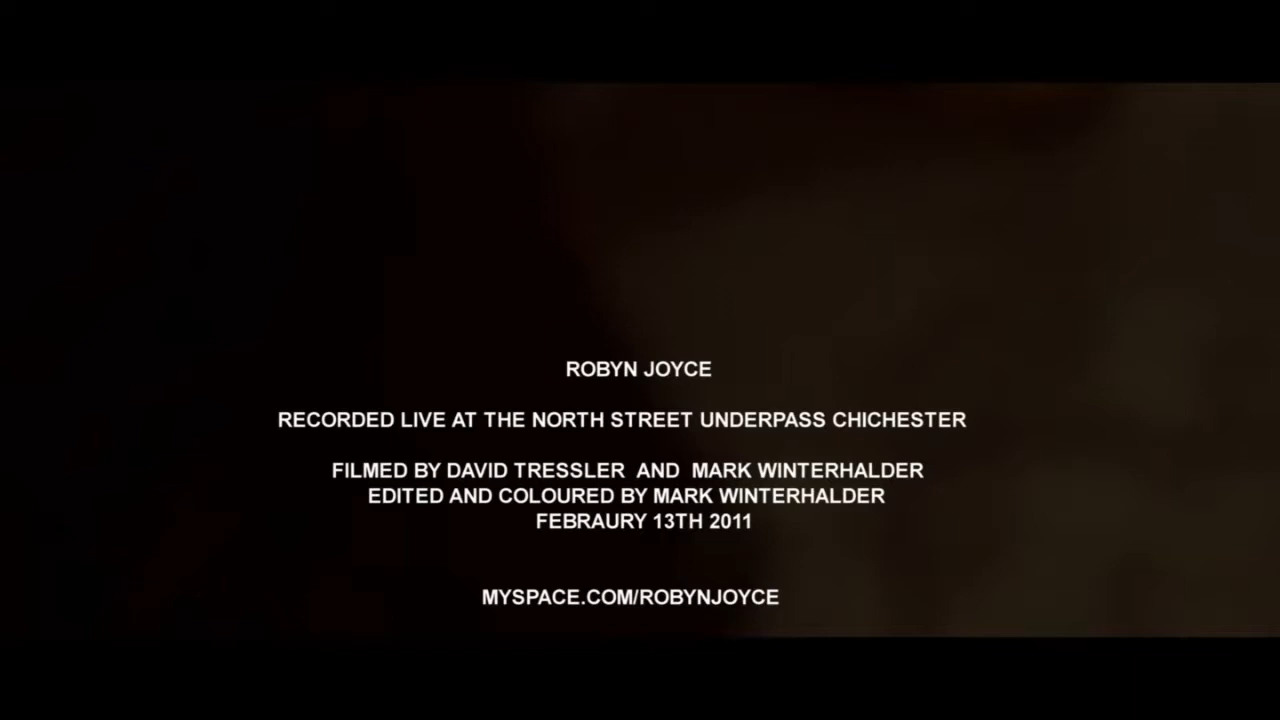 ROBYN JOYCE
RECORDED LIVE AT THE NORTH STREET UNDERPASS CHICHESTER
FILMED BY DAVID TRESSLER AND MARK WINTERHALDER
EDITED AND COLOURED BY MARK WINTERHALDER
FEBRAURY 13TH 2011
MYSPACE.COM/ROBYNJOYCE